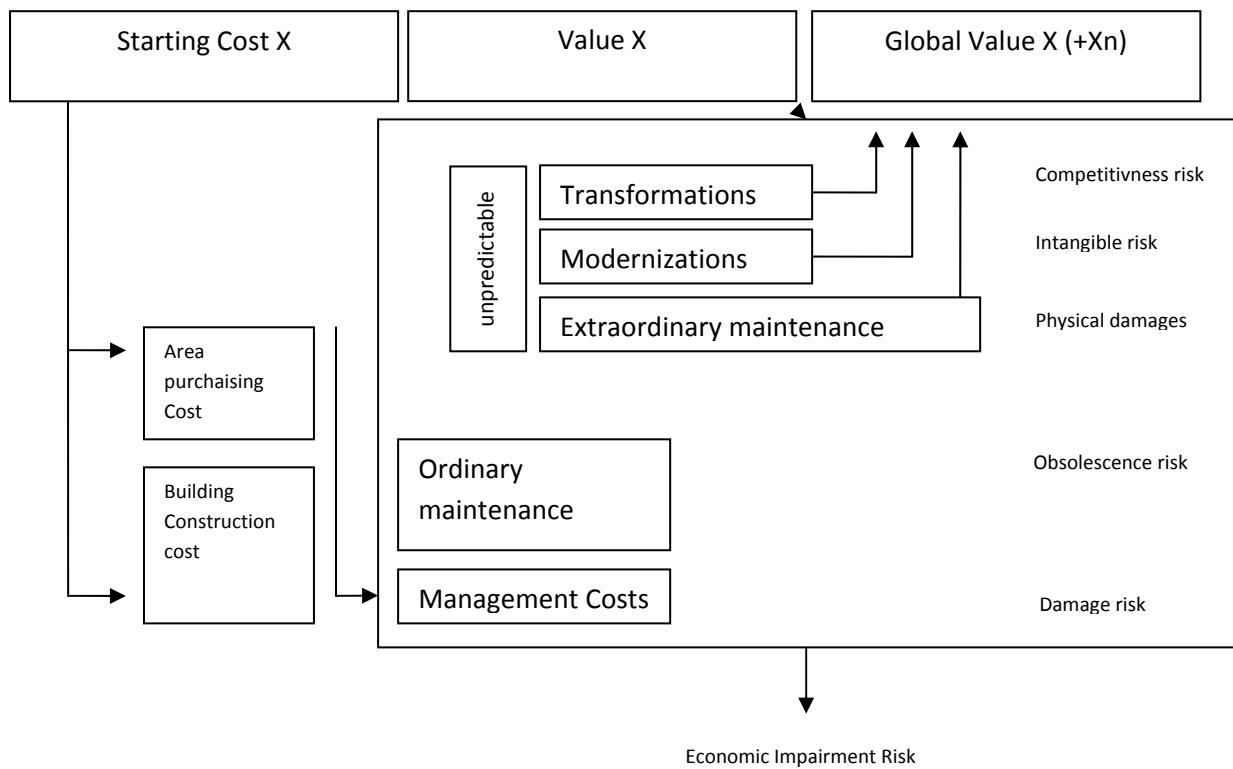 Starting Cost X
Value X
Global Value X (+Xn)
unpredictable
Transformations
Competitivness risk
Modernizations
Intangible risk
Extraordinary maintenance
Physical damages
Area
purchaising
Cost
Ordinary
maintenance
Obsolescence risk
Building
Construction
cost
Management Costs
Damage risk
Economic Impairment Risk